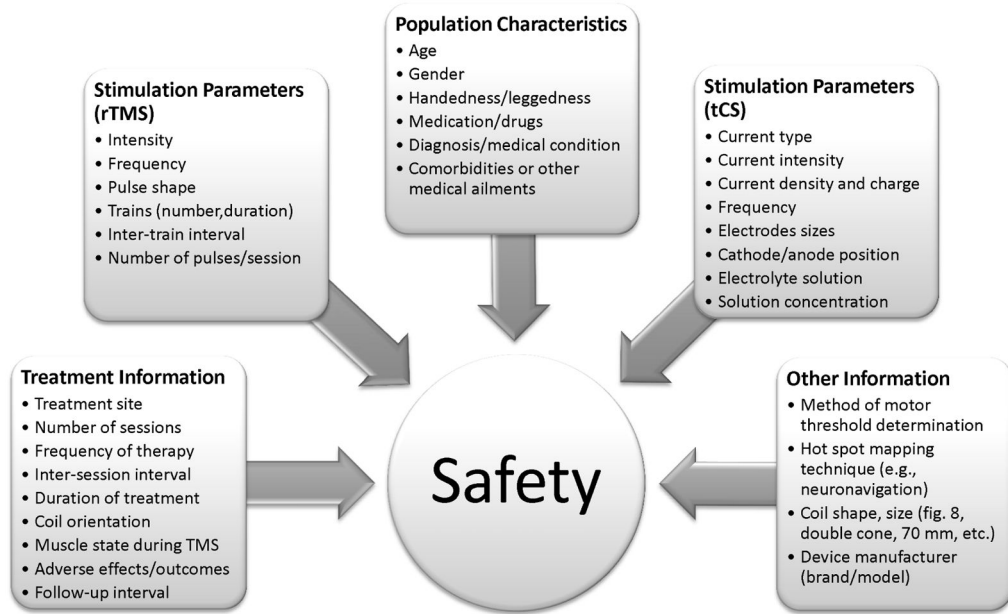 Population Characteristics
• Age
• Gender
• Handedness/leggedness
• Medication/drugs
• Diagnosis/medical condition
• Comorbidities or other
medical ailments
Stimulation Parameters
(rTMS)
• Intensity
• Frequency
• Pulse shape
• Trains (number,duration)
• Inter-train interval
• Number of pulses/session
Stimulation Parameters
(tCS)
• Current type
• Current intensity
• Current density and charge
• Frequency
• Electrodes sizes
• Cathode/anode position
• Electrolyte solution
• Solution concentration
Treatment Information
• Treatment site
• Number of sessions
• Frequency of therapy
• Inter-session interval
• Duration of treatment
• Coil orientation
• Muscle state during TMS
• Adverse effects/outcomes
• Follow-up interval
Safety
Other Information
• Method of motor
threshold determination
• Hot spot mapping
technique (e.g.,
neuronavigation)
• Coil shape, size (fig. 8,
double cone, 70 mm, etc.)
• Device manufacturer
(brand/model)